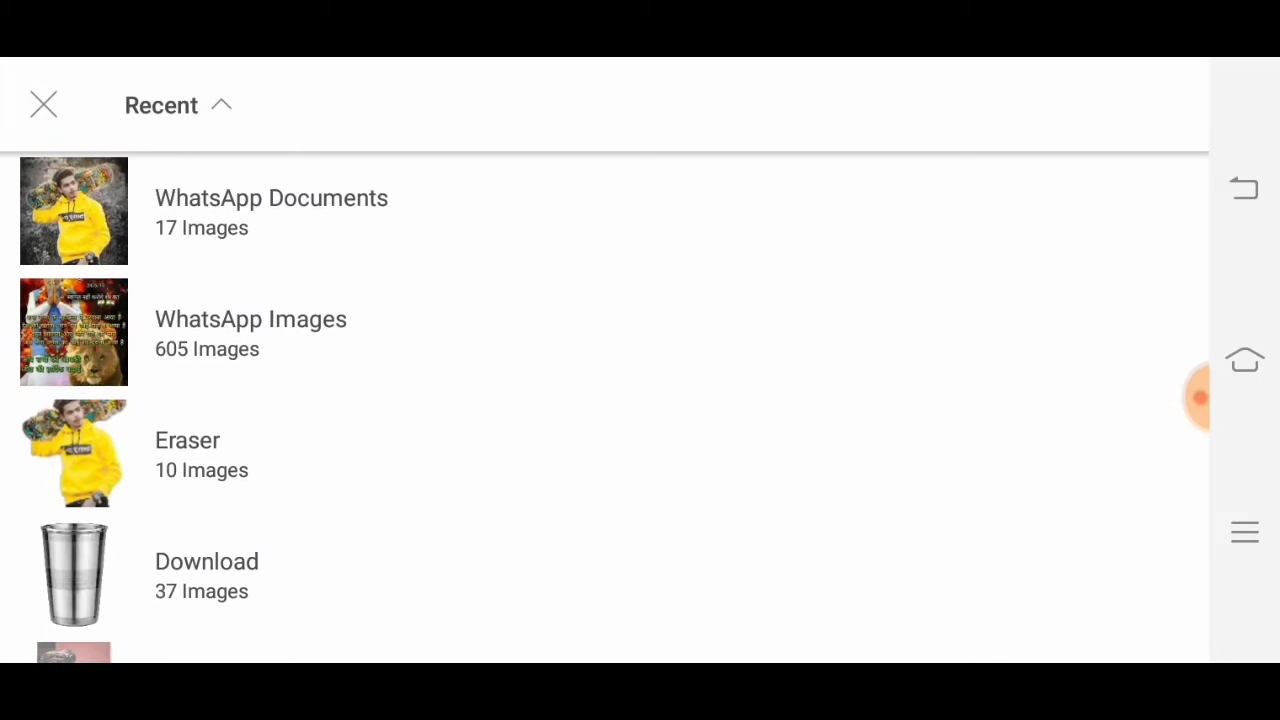 Recent
WhatsApp Documents
17 Images
WhatsApp Images
605 Images
Eraser
10 Images
Download
37 Images